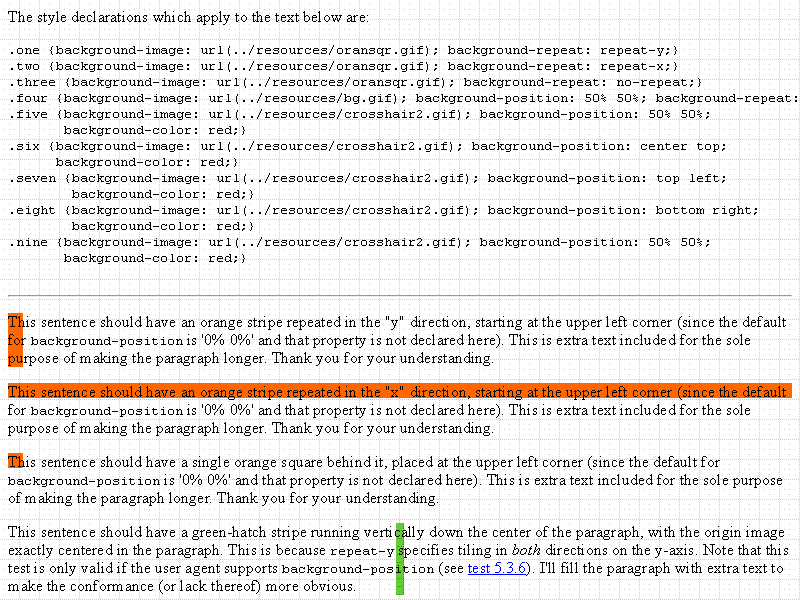 The style declarations which apply to the text below are:
.one {background-image: url(../resources/oransqr.gif); background-repeat: repeat-y;}
.two {background-image: url(../resources/oransqr.gif); background-repeat: repeat-x;}
.three {background-image: url(../resources/oransqr.gif); background-repeat: no-repeat;}
.four {background-image: url(../resources/bg.gif); background-position: 50% 50%; background-repeat:
.five {background-image: url(../resources/crosshair2.gif); background-position: 50% 50%;
background-color: red;}
.six {background-image: url(../resources/crosshair2.gif); background-position: center top;
background-color: red;}
.seven {background-image: url(../resources/crosshair2.gif); background-position: top left;
background-color: red;}
.eight {background-image: url(../resources/crosshair2.gif); background-position: bottom right;
background-color: red;}
.nine {background-image: url(../resources/crosshair2.gif); background-position: 50% 50%;
background-color: red;}
This sentence should have an orange stripe repeated in the "y" direction, starting at the upper left corner (since the default
for background-position is '0% 0%' and that property is not declared here). This is extra text included for the sole
purpose of making the paragraph longer. Thank you for your understanding.
This sentence should have an orange stripe repeated in the "x" direction, starting at the upper left corner (since the default
for background-position is '0% 0%' and that property is not declared here). This is extra text included for the sole
purpose of making the paragraph longer. Thank you for your understanding.
This sentence should have a single orange square behind it, placed at the upper left corner (since the default for
background-position is '0% 0%' and that property is not declared here). This is extra text included for the sole purpose
of making the paragraph longer. Thank you for your understanding.
This sentence should have a green-hatch stripe running vertically down the center of the paragraph, with the origin image
exactly centered in the paragraph. This is because repeat-y specifies tiling in both directions on the y-axis. Note that this
test is only valid if the user agent supports background-position (see test 5.3.6). I'll fill the paragraph with extra text to
make the conformance (or lack thereof) more obvious.